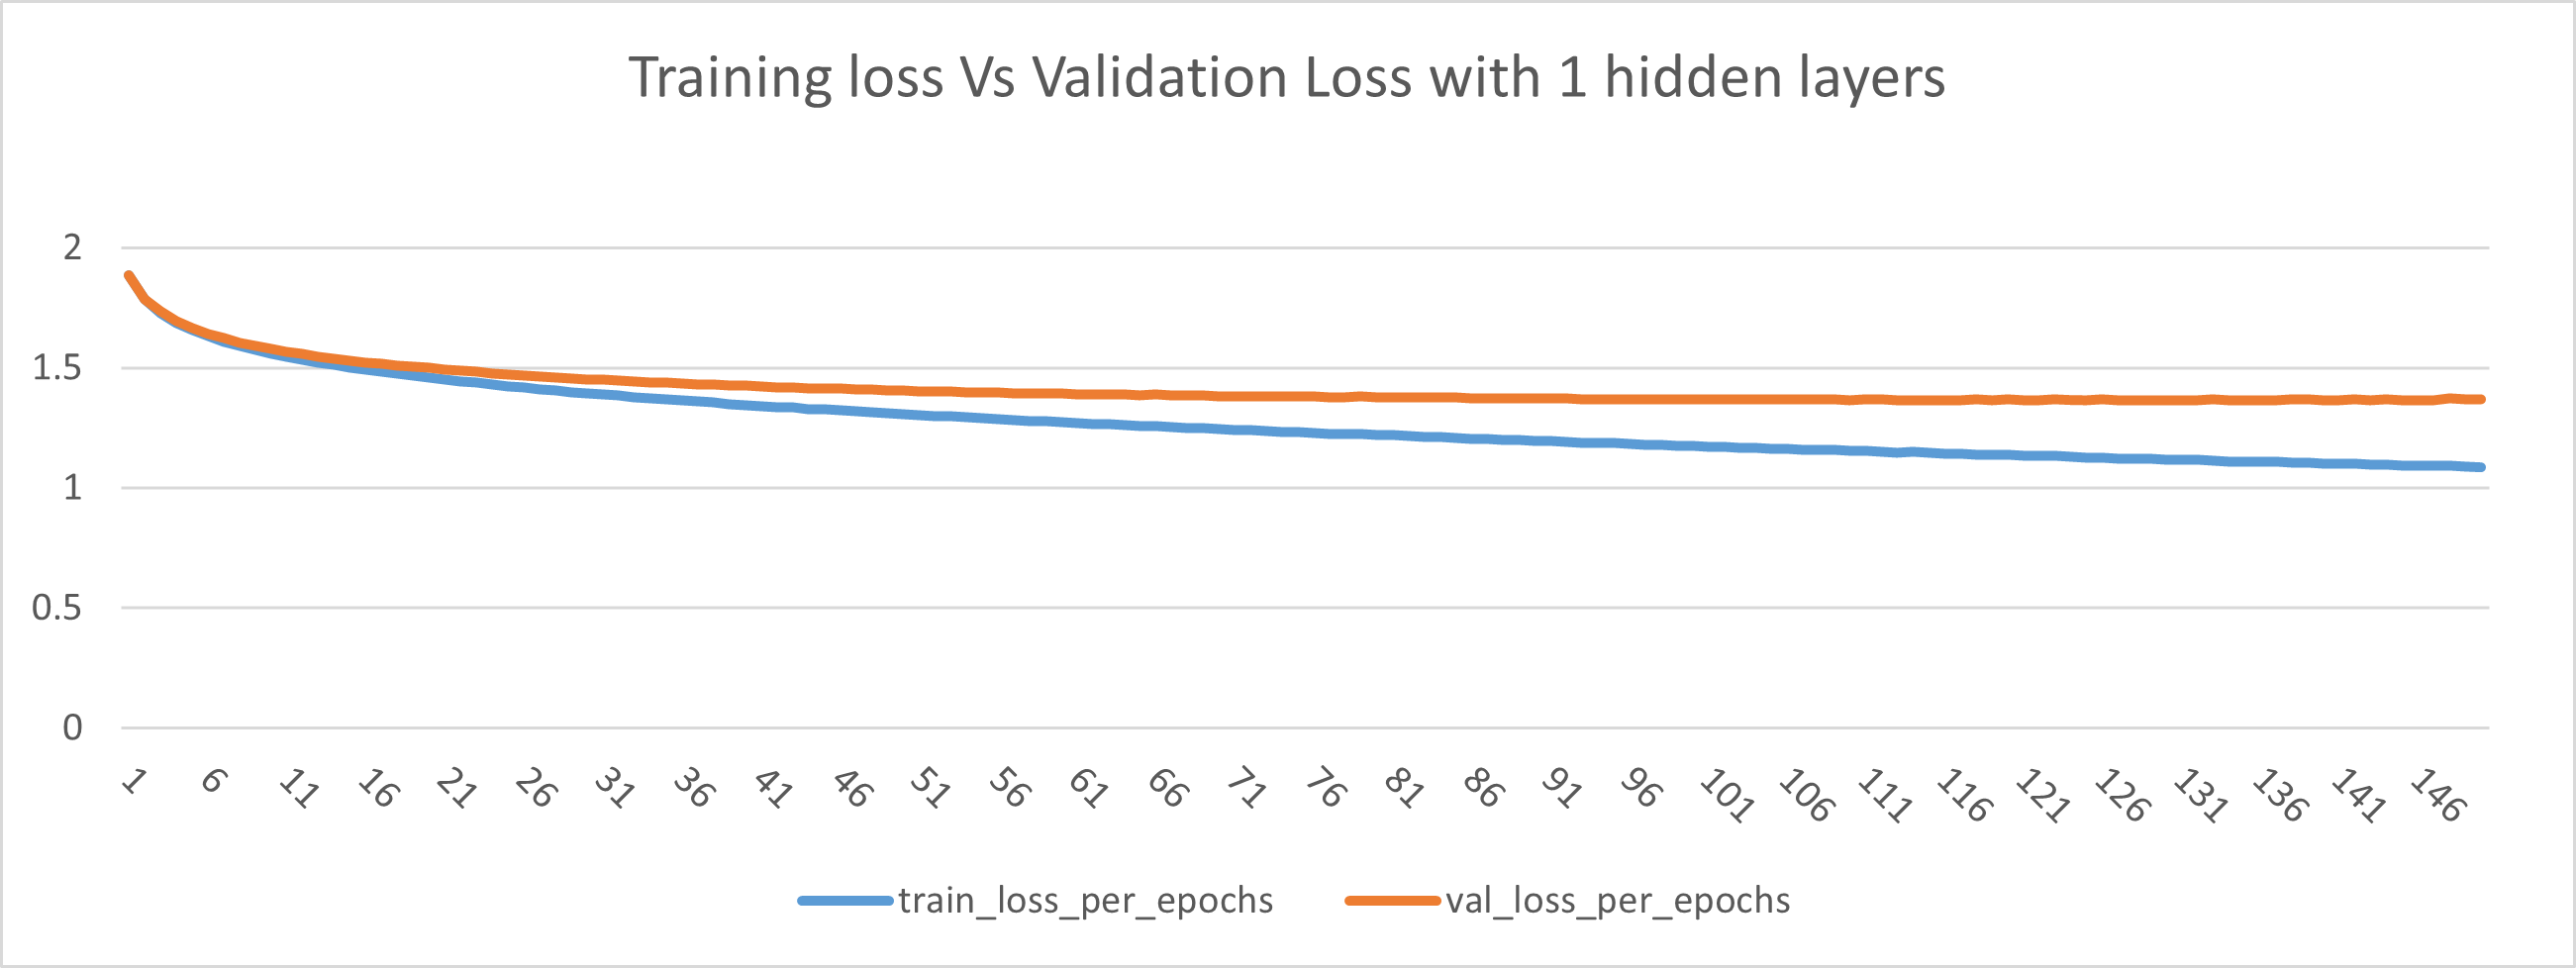 Training loss Vs Validation Loss with 1 hidden layers
2
1.5
1
0.5
0
1 6 11 16 21 26 31 36 41 46 51 56 61 66 71 76 81 86 91 96 101 106 111 116 121 126 131 136 141 146
train_loss_per_epochs val_loss_per_epochs